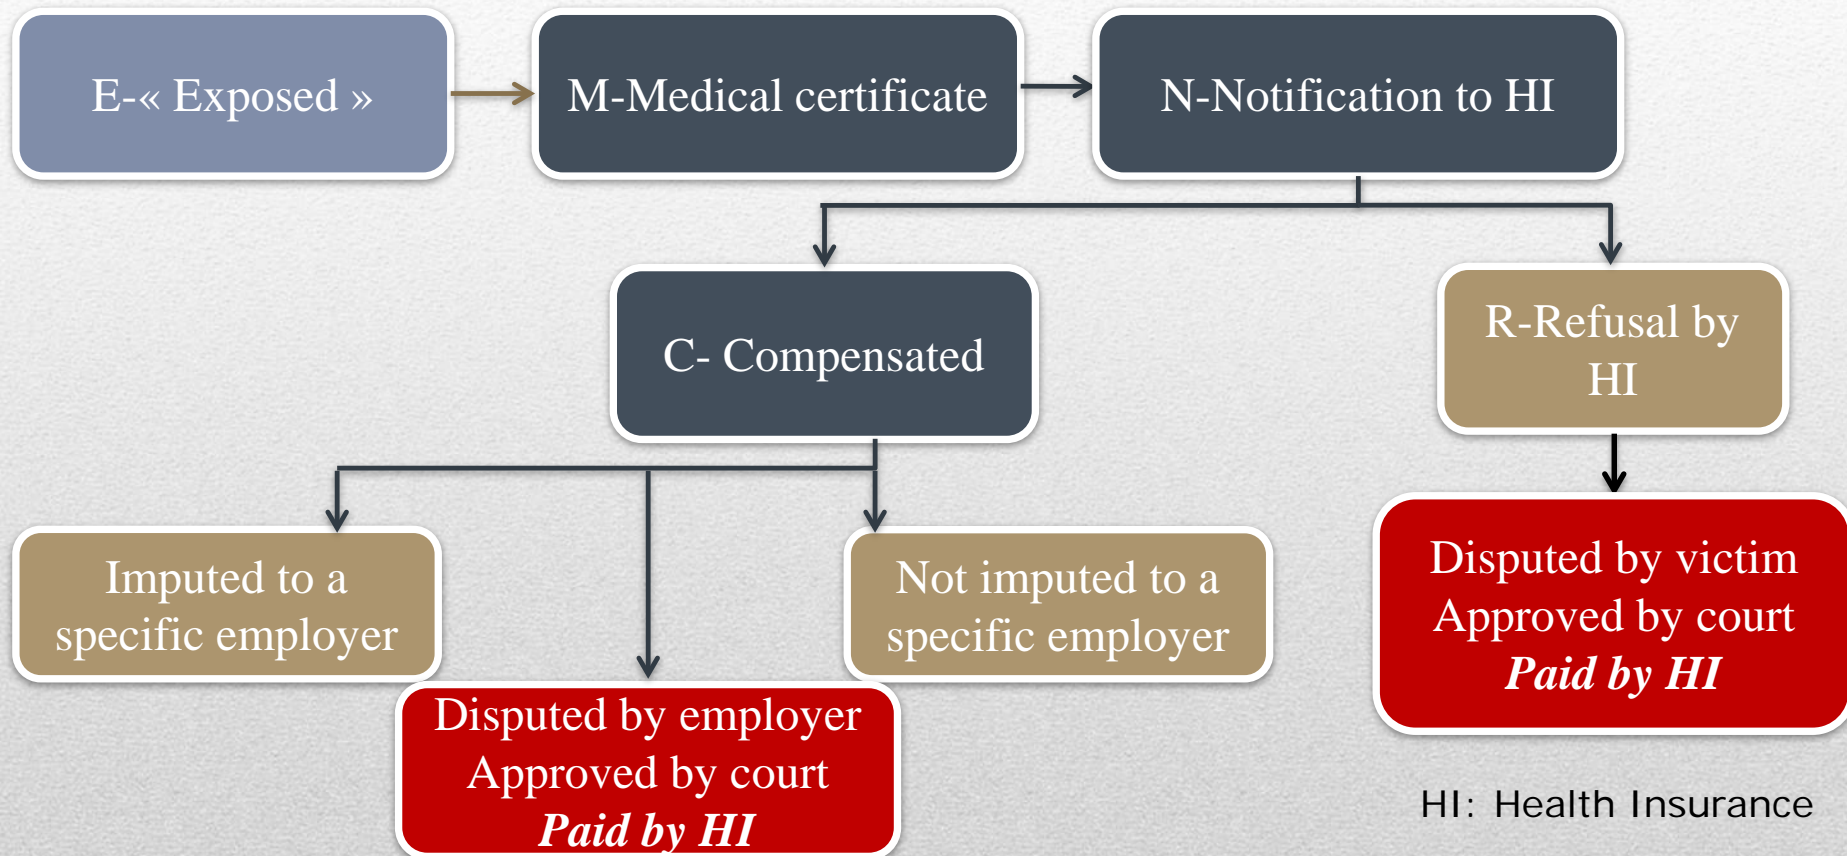 E-« Exposed »
M-Medical certificate
N-Notification to HI
C- Compensated
R-Refusal by
HI
Imputed to a
specific employer
Disputed by employer
Approved by court
Paid by HI
Not imputed to a
specific employer
Disputed by victim
Approved by court
Paid by HI
HI: Health Insurance